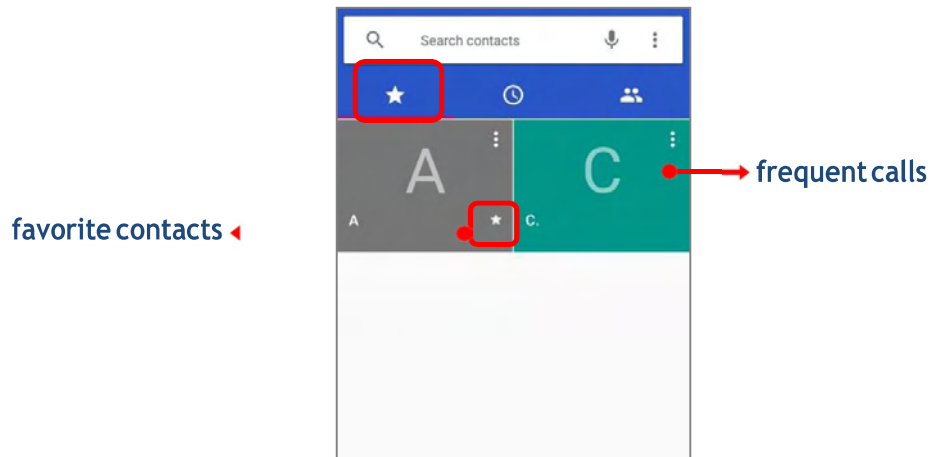 Search contacts
A
C
A
C.
frequent calls
favorite contacts